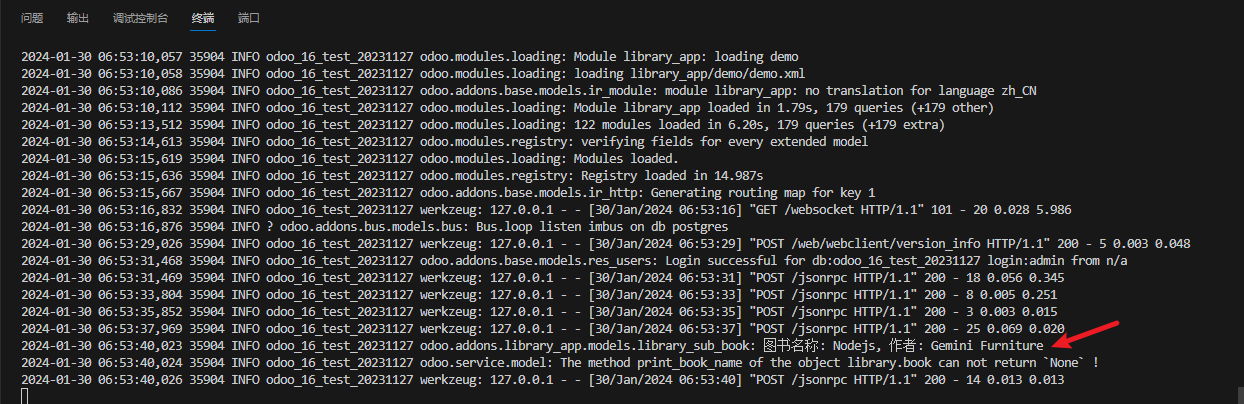 问题 输出 调试控制台 终端 端口
2024-01-30 06:53:10,057 35904 INFO odoo_16_test_20231127 odoo.modules.loading: Module library_app: loading demo
2024-01-30 06:53:10,058 35904 INFO odoo_16_test_20231127 odoo.modules.loading: loading library_app/demo/demo.xml
2024-01-30 06:53:10,086 35904 INFO odoo_16_test_20231127 odoo.addons.base.models.ir_module: module library_app: no translation for language zh_CN
2024-01-30 06:53:10,112 35904 INFO odoo_16_test_20231127 odoo.modules.loading: Module library_app loaded in 1.79s, 179 queries (+179 other)
2024-01-30 06:53:13,512 35904 INFO odoo_16_test_20231127 odoo.modules.loading: 122 modules loaded in 6.20s, 179 queries (+179 extra)
2024-01-30 06:53:14,613 35904 INFO odoo_16_test_20231127 odoo.modules.registry: verifying fields for every extended model
2024-01-30 06:53:15,619 35904 INFO odoo_16_test_20231127 odoo.modules.loading: Modules loaded.
2024-01-30 06:53:15,636 35904 INFO odoo_16_test_20231127 odoo.modules.registry: Registry loaded in 14.987s
2024-01-30 06:53:15,667 35904 INFO odoo_16_test_20231127 odoo.addons.base.models.ir_http: Generating routing map for key 1
2024-01-30 06:53:16,832 35904 INFO odoo_16_test_20231127 werkzeug: 127.0.0.1 - - [30/Jan/2024 06:53:16] "GET /websocket HTTP/1.1" 101 - 20 0.028 5.986
2024-01-30 06:53:16,876 35904 INFO ? odoo.addons.bus.models.bus: Bus.loop listen imbus on db postgres
2024-01-30 06:53:29,026 35904 INFO odoo_16_test_20231127 werkzeug: 127.0.0.1 - - [30/Jan/2024 06:53:29] "POST /web/webclient/version_info HTTP/1.1" 200 - 5 0.003 0.048
2024-01-30 06:53:31,468 35904 INFO odoo_16_test_20231127 odoo.addons.base.models.res_users: Login successful for db:odoo_16_test_20231127 login:admin from n/a
2024-01-30 06:53:31,469 35904 INFO odoo_16_test_20231127 werkzeug: 127.0.0.1 - - [30/Jan/2024 06:53:31] "POST /jsonrpc HTTP/1.1" 200 - 18 0.056 0.345
2024-01-30 06:53:33,804 35904 INFO odoo_16_test_20231127 werkzeug: 127.0.0.1 - - [30/Jan/2024 06:53:33] "POST /jsonrpc HTTP/1.1" 200 - 8 0.005 0.251
2024-01-30 06:53:35,852 35904 INFO odoo_16_test_20231127 werkzeug: 127.0.0.1 - - [30/Jan/2024 06:53:35] "POST /jsonrpc HTTP/1.1" 200 - 3 0.003 0.015
2024-01-30 06:53:37,969 35904 INFO odoo_16_test_20231127 werkzeug: 127.0.0.1 - - [30/Jan/2024 06:53:37] "POST /jsonrpc HTTP/1.1" 200 - 25 0.069 0.020
2024-01-30 06:53:40,023 35904 INFO odoo_16_test_20231127 odoo.addons.library_app.models.library_sub_book: 图书名称: Nodejs, 作者: Gemini Furniture
2024-01-30 06:53:40,024 35904 INFO odoo_16_test_20231127 odoo.service.model: The method print_book_name of the object library.book can not return `None` !
2024-01-30 06:53:40,026 35904 INFO odoo_16_test_20231127 werkzeug: 127.0.0.1 - - [30/Jan/2024 06:53:40] "POST /jsonrpc HTTP/1.1" 200 - 14 0.013 0.013